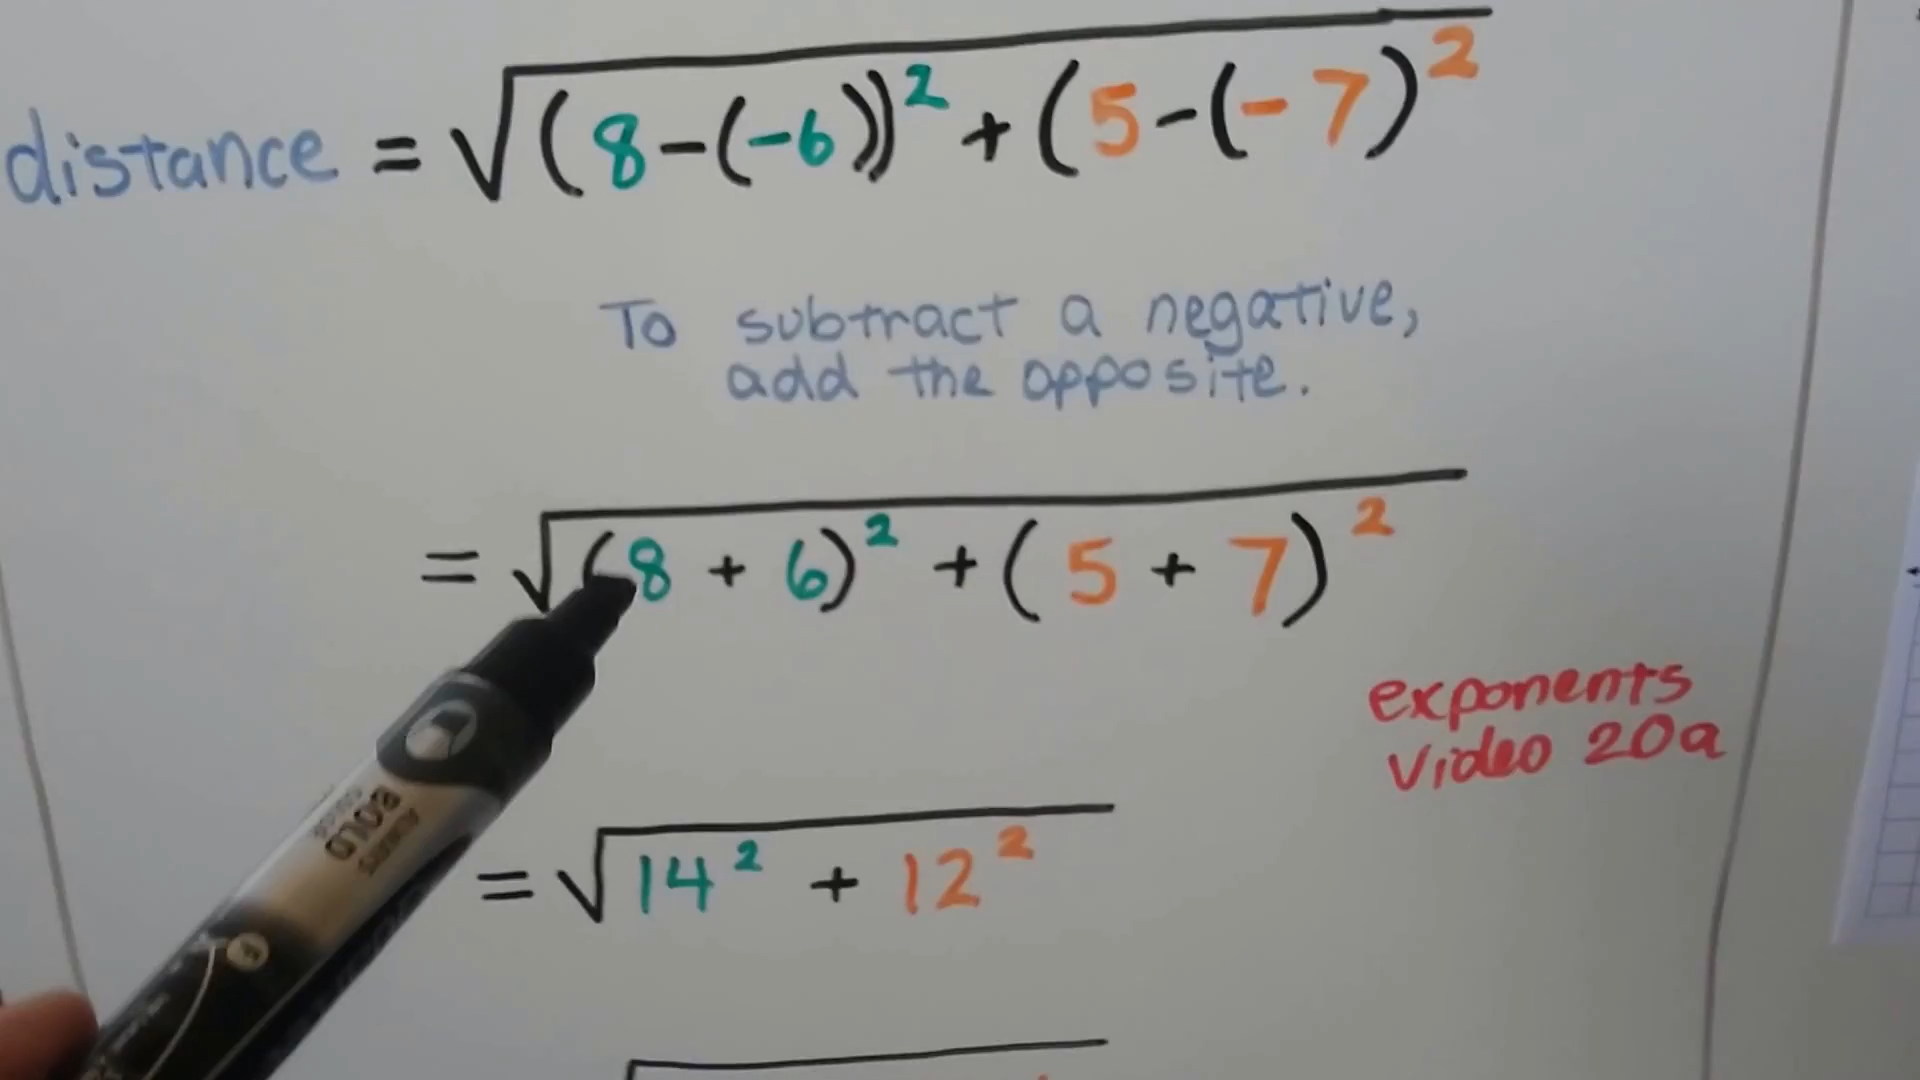 distance = √(8-(-6))² + (5-(-7)²
To subtract a negative,
add the opposite.
= √(8 + 6)² + (5 + 7)²
exponents
video 20a
= √14² + 12²
BOLD